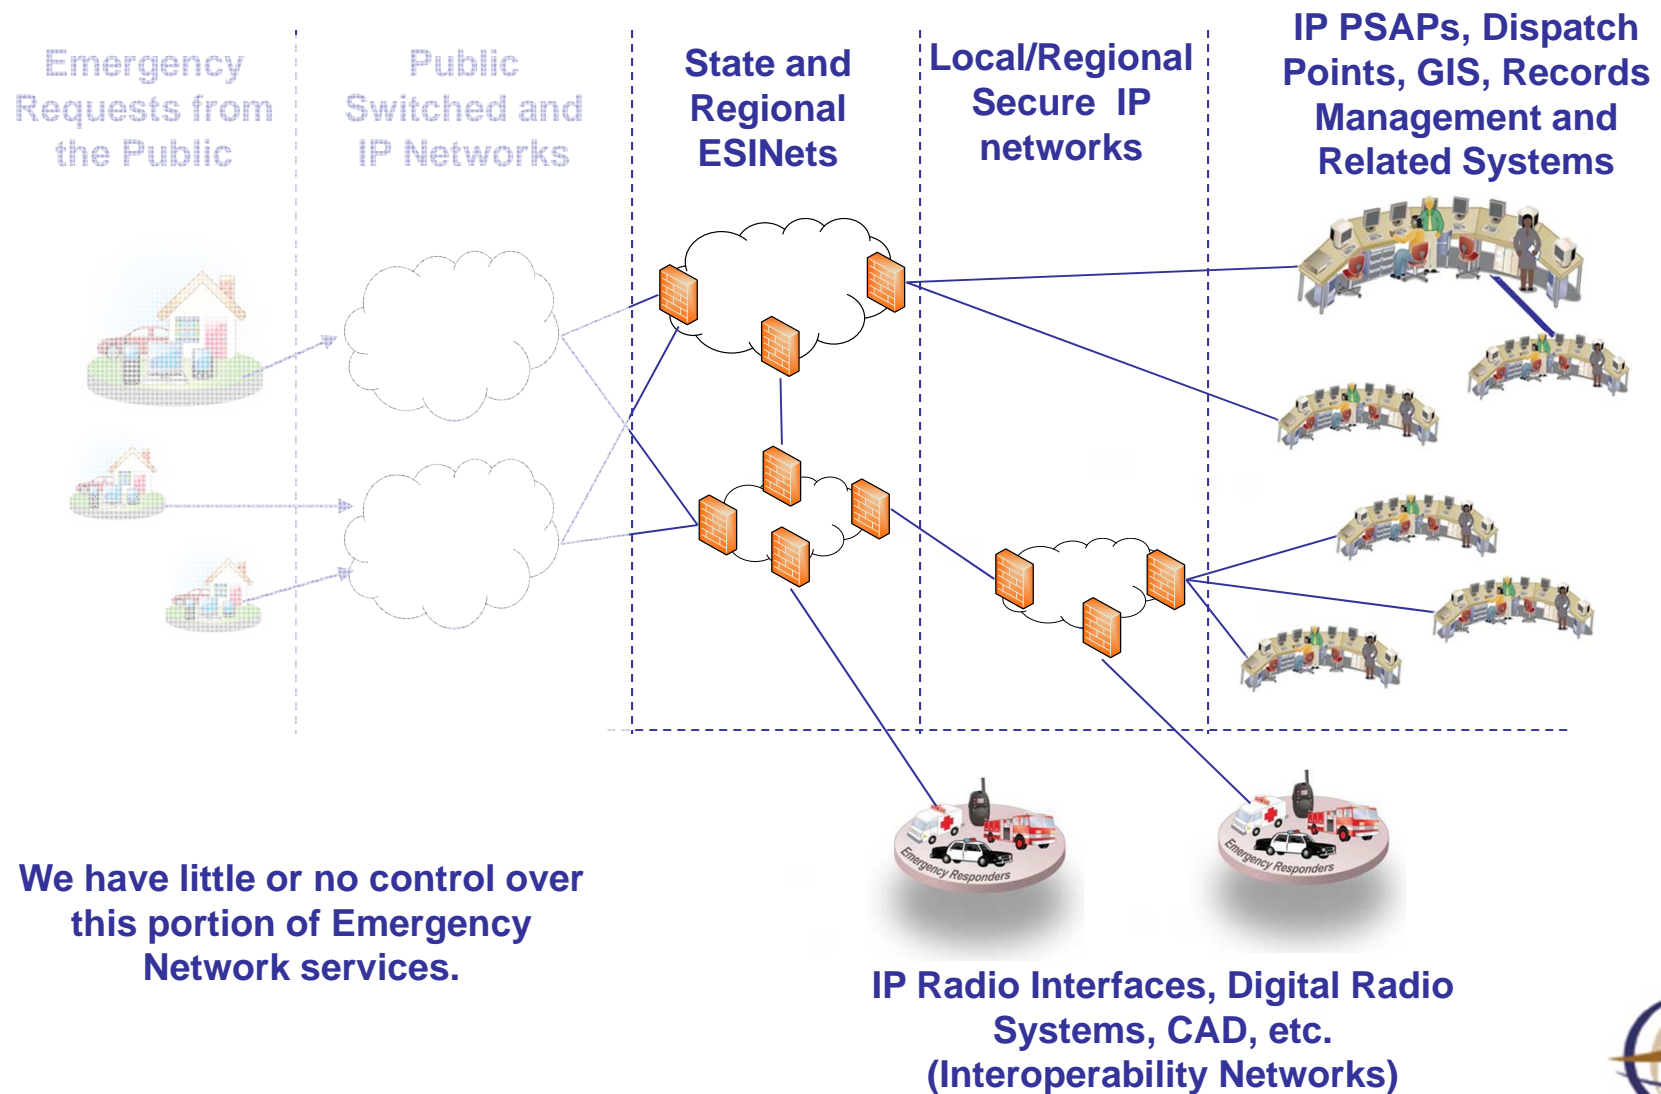 Emergency
Requests from
the Public
Public
Switched and
IP Networks
State and
Regional
ESINets
Local/Regional
Secure IP
networks
IP PSAPs, Dispatch
Points, GIS, Records
Management and
Related Systems
Emergency Responders
Emergency Responders
We have little or no control over
this portion of Emergency
Network services.
IP Radio Interfaces, Digital Radio
Systems, CAD, etc.
(Interoperability Networks)